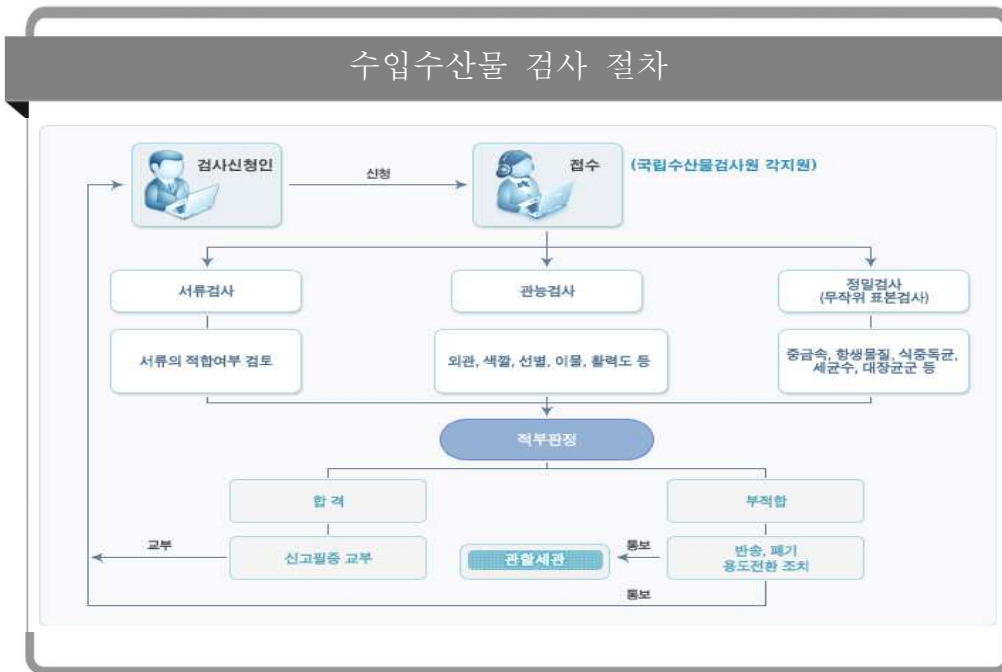 수입수산물 검사 절차
검사신청인
신청
접수
(국립수산물검사원 각지원)
서류검사
관능검사
정밀검사
(무작위 표본검사)
서류의 적합여부 검토
외관, 색깔, 선별, 이물, 활력도 등
중금속, 항생물질, 식중독균,
세균수, 대장균군 등
적부판정
합 격
부적합
교부
신고필증 교부
관할세관
통보
반송, 폐기
용도전환 조치
통보